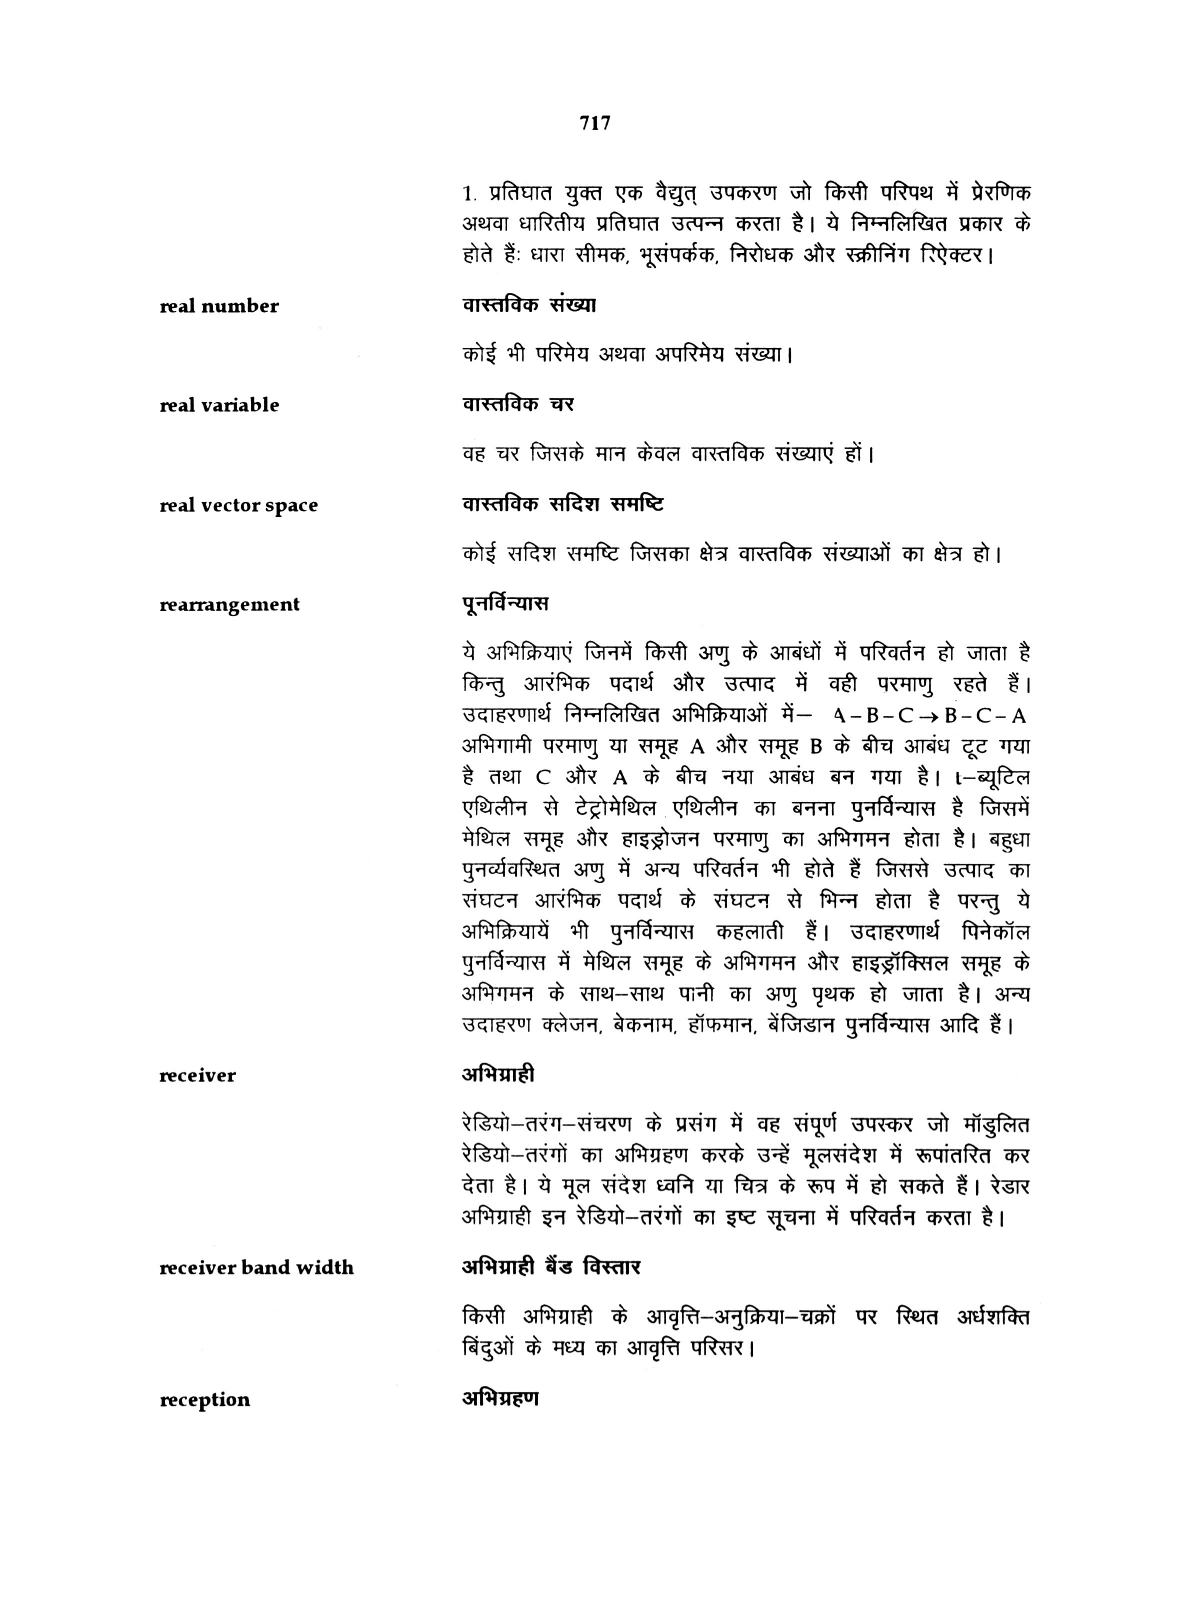 717
1. प्रतिघात युक्त एक वैद्युत् उपकरण जो किसी परिपथ में प्रेरणिक
अथवा धारितीय प्रतिघात उत्पन्न करता है। ये निम्नलिखित प्रकार के
होते हैंः धारा सीमक, भूसंपर्कक, निरोधक और स्क्रीनिंग रिऐक्टर।
real number वास्तविक संख्या
कोई भी परिमेय अथवा अपरिमेय संख्या।
real variable वास्तविक चर
वह चर जिसके मान केवल वास्तविक संख्याएं हों।
real vector space वास्तविक सदिश समष्टि
कोई सदिश समष्टि जिसका क्षेत्र वास्तविक संख्याओं का क्षेत्र हो।
rearrangement पूनर्विन्यास
ये अभिक्रियाएं जिनमें किसी अणु के आबंधों में परिवर्तन हो जाता है
किन्तु आरंभिक पदार्थ और उत्पाद में वही परमाणु रहते हैं।
उदाहरणार्थ निम्नलिखित अभिक्रियाओं में– A – B – C → B – C – A
अभिगामी परमाणु या समूह A और समूह B के बीच आबंध टूट गया
है तथा C और A के बीच नया आबंध बन गया है। t–ब्यूटिल
एथिलीन से टेट्रोमेथिल एथिलीन का बनना पुनर्विन्यास है जिसमें
मेथिल समूह और हाइड्रोजन परमाणु का अभिगमन होता है। बहुधा
पुनर्व्यवस्थित अणु में अन्य परिवर्तन भी होते हैं जिससे उत्पाद का
संघटन आरंभिक पदार्थ के संघटन से भिन्न होता है परन्तु ये
अभिक्रियायें भी पुनर्विन्यास कहलाती हैं। उदाहरणार्थ पिनेकॉल
पुनर्विन्यास में मेथिल समूह के अभिगमन और हाइड्रॉक्सिल समूह के
अभिगमन के साथ–साथ पानी का अणु पृथक हो जाता है। अन्य
उदाहरण क्लेजन, बेकनाम, हॉफमान, बेंजिडान पुनर्विन्यास आदि हैं।
receiver अभिग्राही
रेडियो–तरंग–संचरण के प्रसंग में वह संपूर्ण उपस्कर जो मॉडुलित
रेडियो–तरंगों का अभिग्रहण करके उन्हें मूलसंदेश में रूपांतरित कर
देता है। ये मूल संदेश ध्वनि या चित्र के रूप में हो सकते हैं। रेडार
अभिग्राही इन रेडियो–तरंगों का इष्ट सूचना में परिवर्तन करता है।
receiver band width अभिग्राही बैंड विस्तार
किसी अभिग्राही के आवृत्ति–अनुक्रिया–चक्रों पर स्थित अर्धशक्ति
बिंदुओं के मध्य का आवृत्ति परिसर।
reception अभिग्रहण